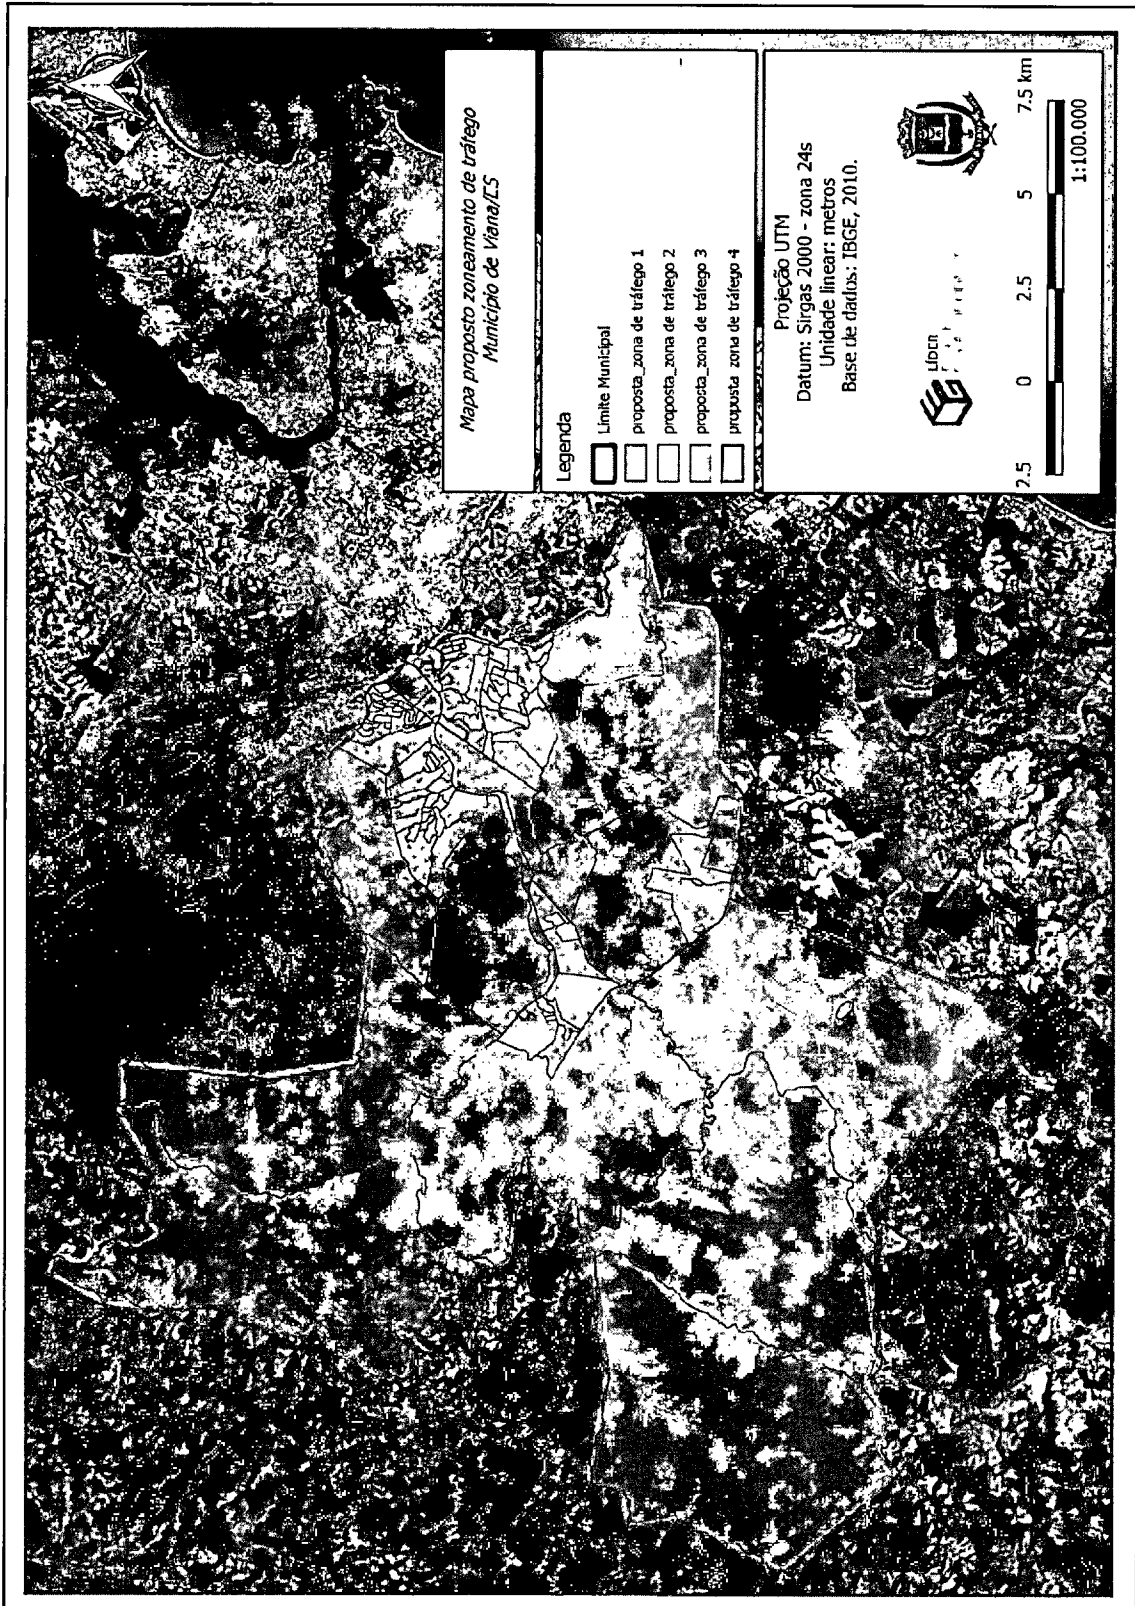 Mapa proposto zoneamento de tráfego
Município de Viana/ES
Legenda
Limite Municipal
proposta_zona de tráfego 1
proposta_zona de tráfego 2
proposta_zona de tráfego 3
proposta zona de tráfego 4
Projeção UTM
Datum: Sirgas 2000 - zona 24s
Unidade linear: metros
Base de dados: IBGE, 2010.
LÍDER
2.5 0 2.5 5 7.5 km
1:100.000